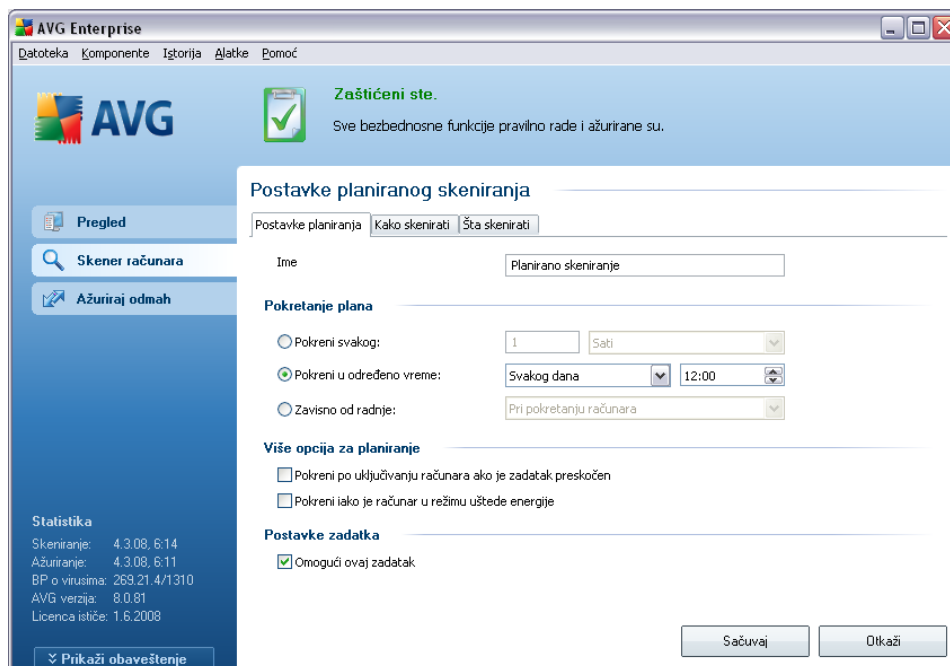 AVG Enterprise
Datoteka Komponente Istorija Alatke Pomoć
AVG
Zaštićeni ste.
Sve bezbednosne funkcije pravilno rade i ažurirane su.
Pregled
Skener računara
Ažuriraj odmah
Postavke planiranog skeniranja
Postavke planiranja Kako skenirati Šta skenirati
Ime Planirano skeniranje
Pokretanje plana
Pokreni svakog: 1 Sati
Pokreni u određeno vreme: Svakog dana 12:00
Zavisno od radnje: Pri pokretanju računara
Više opcija za planiranje
Pokreni po uključivanju računara ako je zadatak preskočen
Pokreni iako je računar u režimu uštede energije
Postavke zadatka
Omogući ovaj zadatak
Statistika
Skeniranje: 4.3.08, 6:14
Ažuriranje: 4.3.08, 6:11
BP o virusima: 269.21.4/1310
AVG verzija: 8.0.81
Licenca ističe: 1.6.2008
Prikaži obaveštenje
Sačuvaj Otkaži